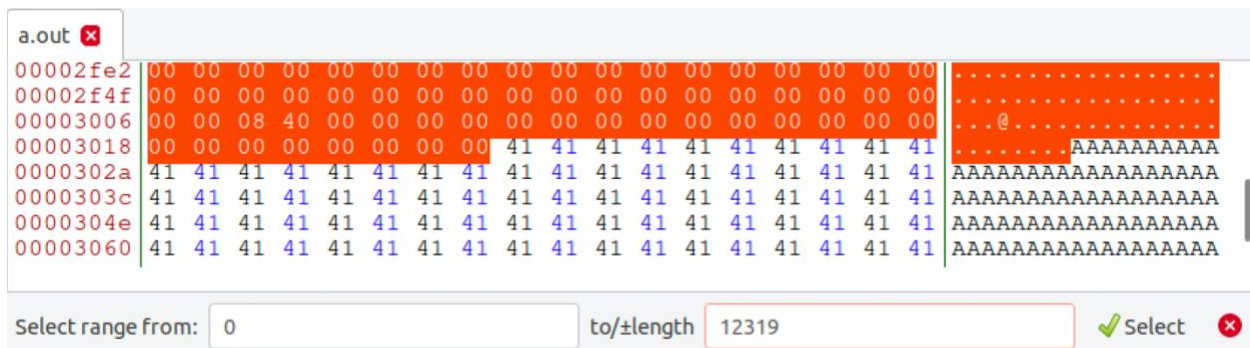 a.out
00002fe2 00 00 00 00 00 00 00 00 00 00 00 00 00 00 00 00 00 00 ..................
00002f4f 00 00 00 00 00 00 00 00 00 00 00 00 00 00 00 00 00 00 ..................
00003006 00 00 08 40 00 00 00 00 00 00 00 00 00 00 00 00 00 00 ...@..............
00003018 00 00 00 00 00 00 00 00 41 41 41 41 41 41 41 41 41 41 ........AAAAAAAAAA
0000302a 41 41 41 41 41 41 41 41 41 41 41 41 41 41 41 41 41 41 AAAAAAAAAAAAAAAAAA
0000303c 41 41 41 41 41 41 41 41 41 41 41 41 41 41 41 41 41 41 AAAAAAAAAAAAAAAAAA
0000304e 41 41 41 41 41 41 41 41 41 41 41 41 41 41 41 41 41 41 AAAAAAAAAAAAAAAAAA
00003060 41 41 41 41 41 41 41 41 41 41 41 41 41 41 41 41 41 41 AAAAAAAAAAAAAAAAAA
Select range from: 0 to/±length 12319 Select